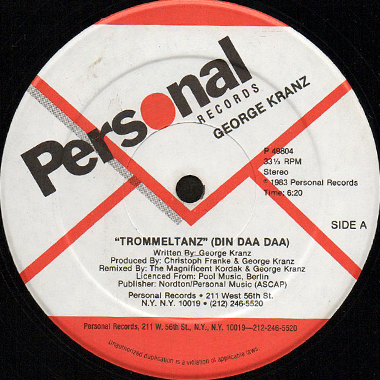 Personal
RECORDS
GEORGE KRANZ
P 49804
33⅓ RPM
Stereo
℗ 1983 Personal Records
Time: 6:20
SIDE A
"TROMMELTANZ" (DIN DAA DAA)
Written By: George Kranz
Produced By: Christoph Franke & George Kranz
Remixed By: The Magnificent Kordak & George Kranz
Licenced From: Pool Music, Berlin
Publisher: Nordton/Personal Music (ASCAP)
Personal Records • 211 West 56th St.
N.Y. N.Y. 10019 • (212) 246-5520
Personal Records, 211 W. 56th St., N.Y., N.Y. 10019—212-246-5520